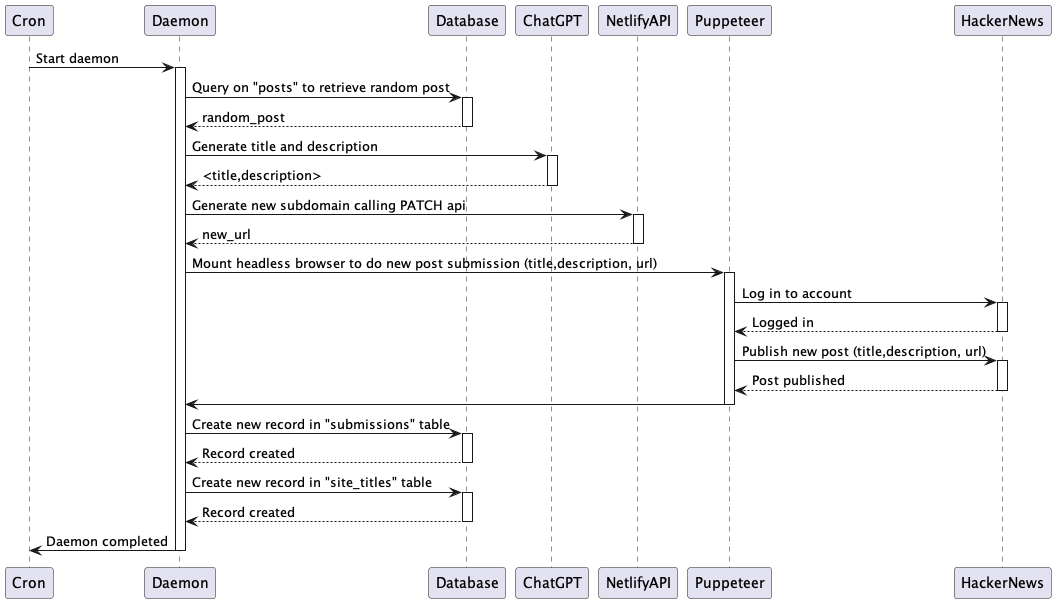 Cron Daemon Database ChatGPT NetlifyAPI Puppeteer HackerNews
Start daemon
Query on "posts" to retrieve random post
random_post
Generate title and description
<title,description>
Generate new subdomain calling PATCH api
new_url
Mount headless browser to do new post submission (title,description, url)
Log in to account
Logged in
Publish new post (title,description, url)
Post published
Create new record in "submissions" table
Record created
Create new record in "site_titles" table
Record created
Daemon completed
Cron Daemon Database ChatGPT NetlifyAPI Puppeteer HackerNews